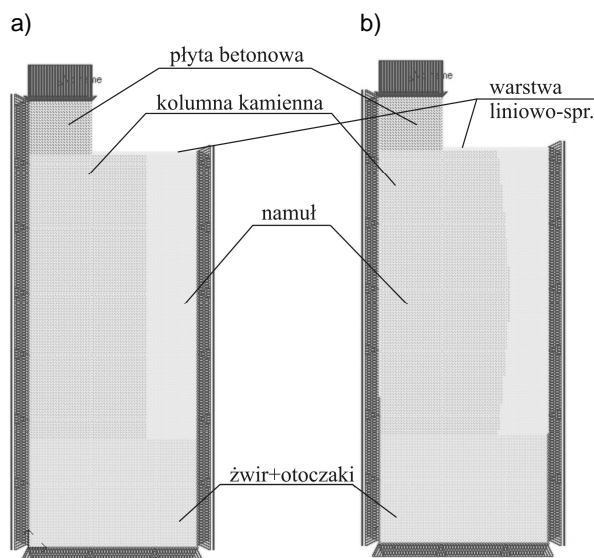 a)
b)
płyta betonowa
kolumna kamienna
warstwa
liniowo-spr.
namuł
żwir+otoczaki